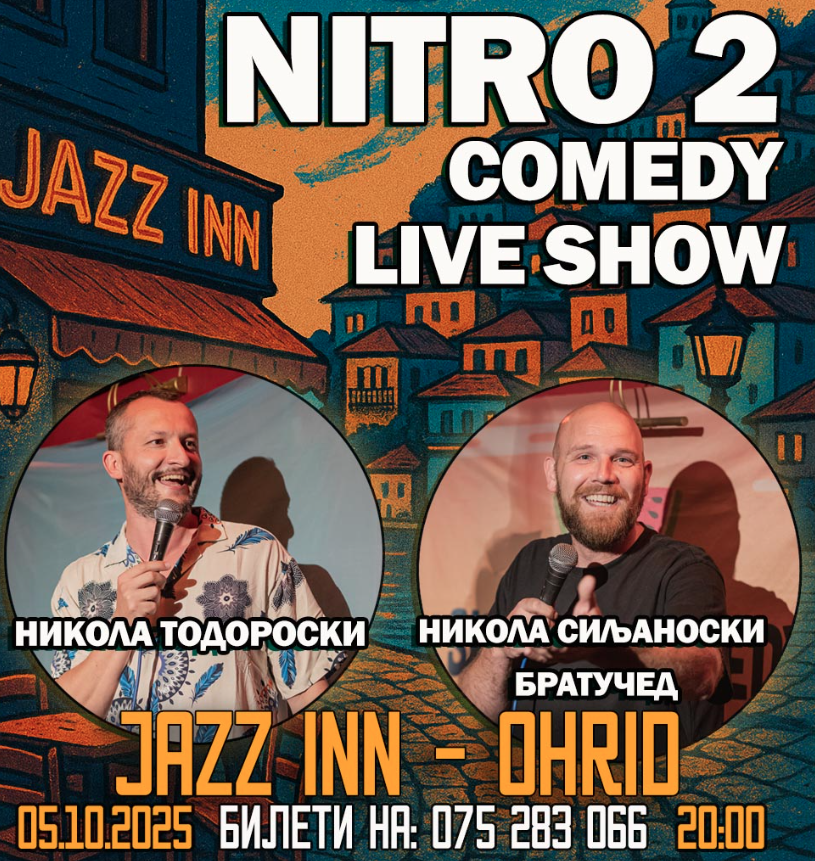 NITRO 2
COMEDY
LIVE SHOW
JAZZ INN
НИКОЛА ТОДОРОСКИ
НИКОЛА СИЉАНОСКИ
БРАТУЧЕД
JAZZ INN - OHRID
05.10.2025 БИЛЕТИ НА: 075 283 066 20:00